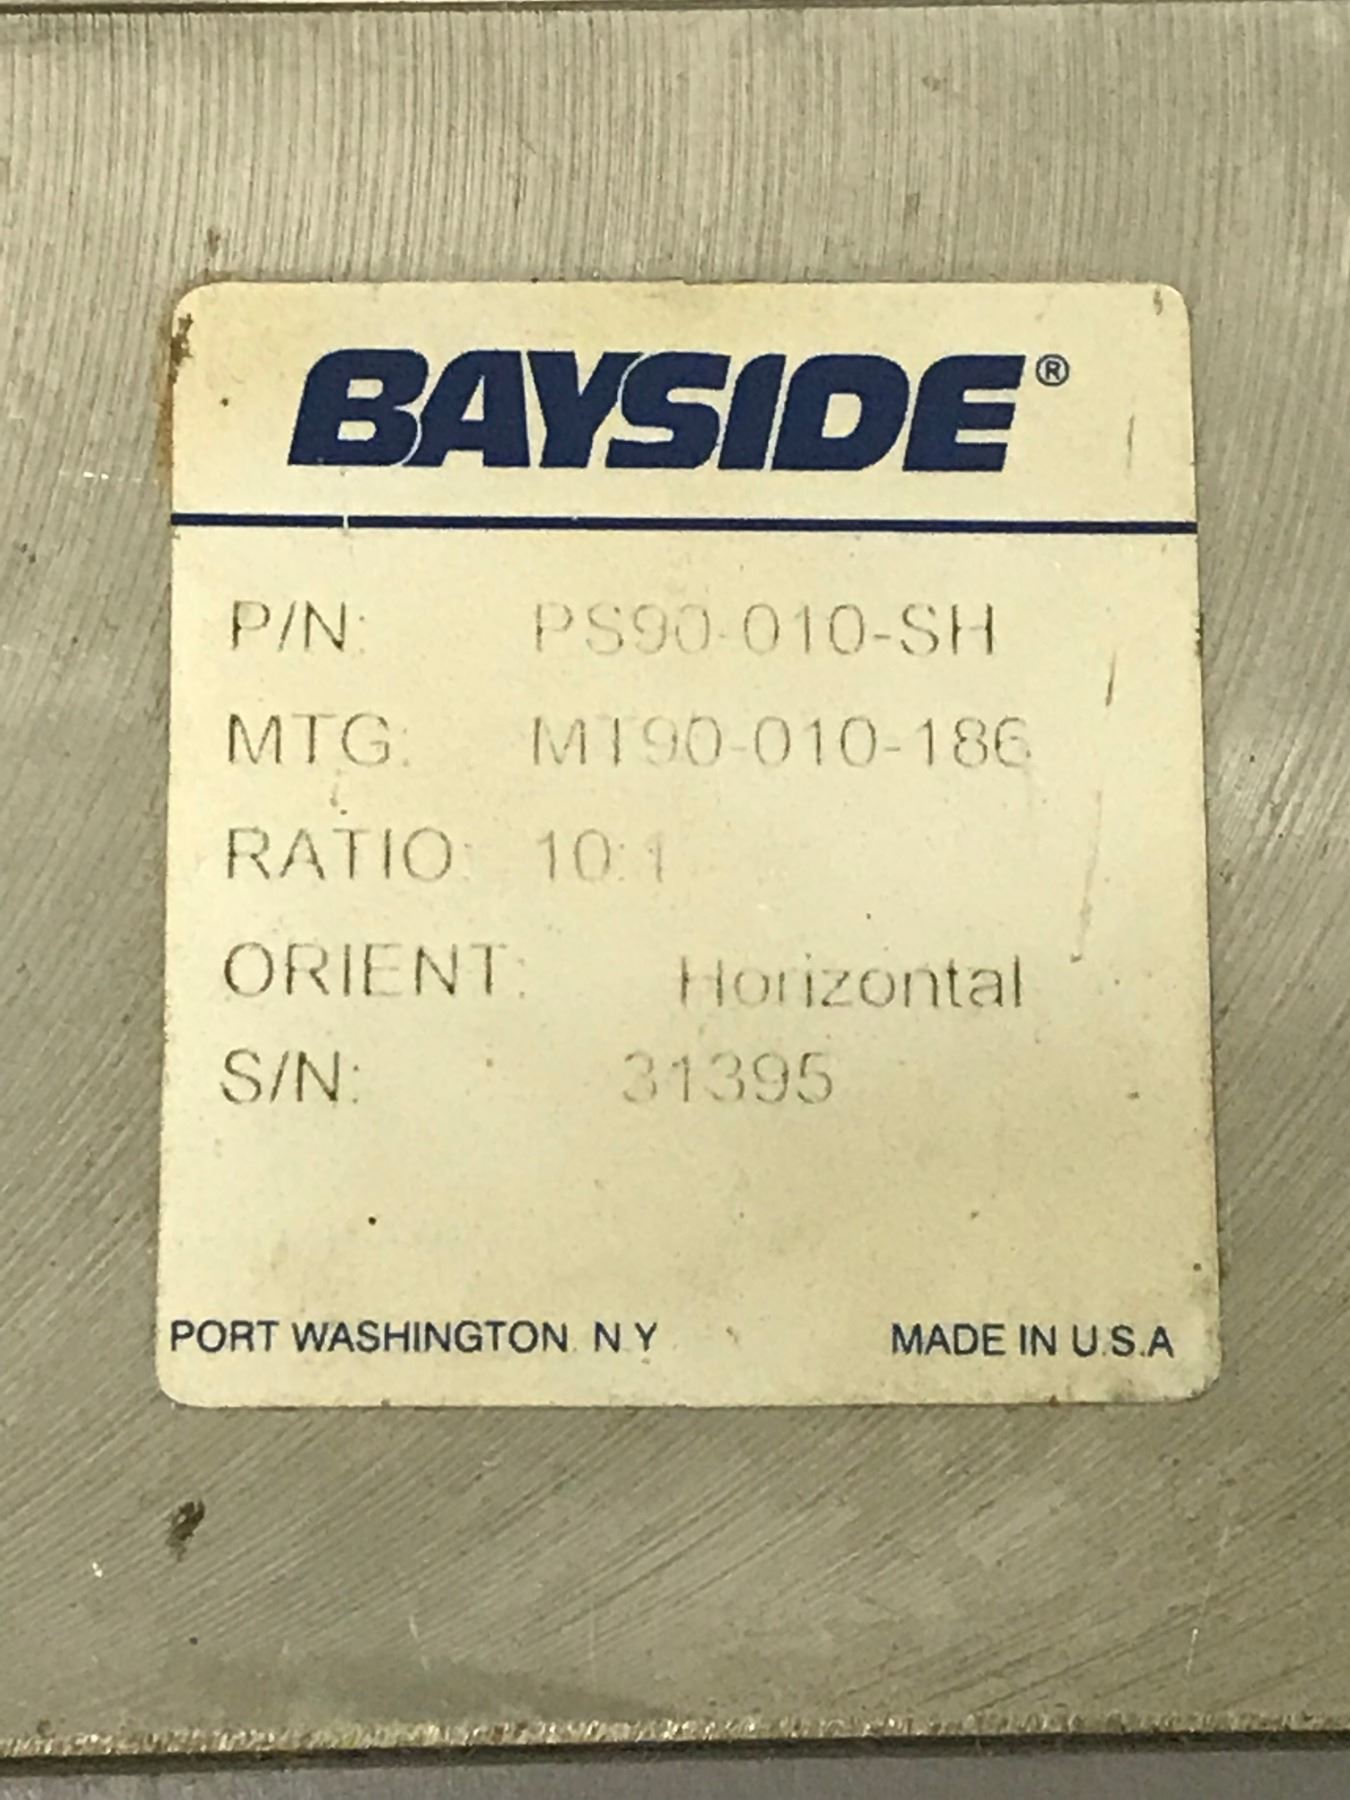 BAYSIDE®
P/N: PS90-010-SH
MTG: MT90-010-186
RATIO: 10:1
ORIENT: Horizontal
S/N: 31395
PORT WASHINGTON, N.Y. MADE IN U.S.A